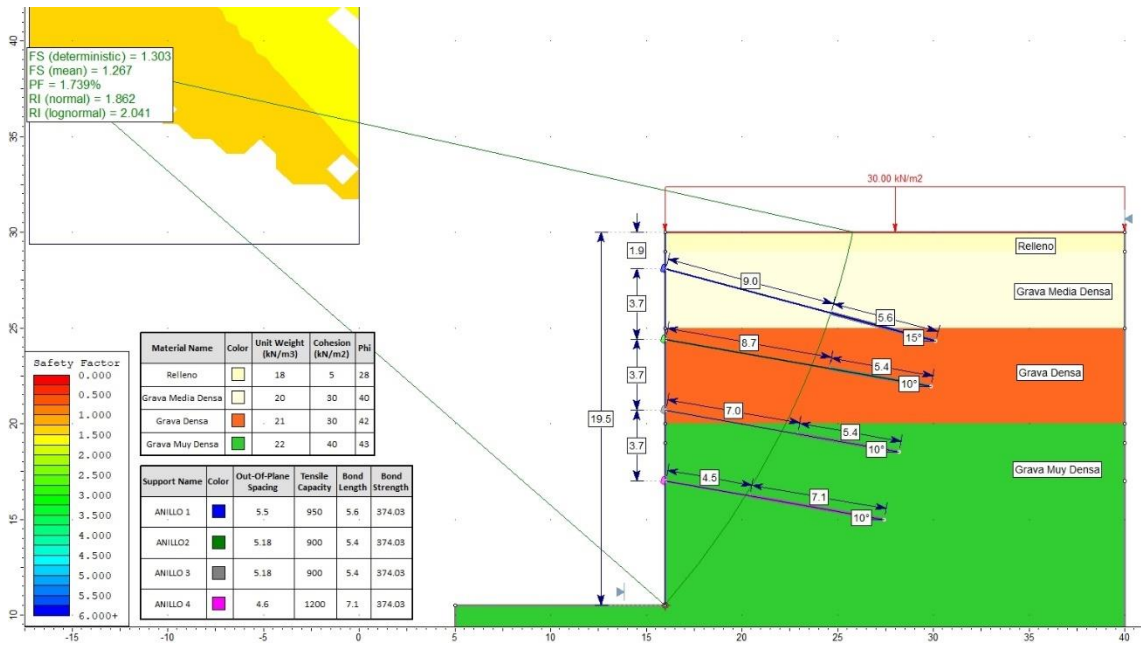 FS (deterministic) = 1.303
FS (mean) = 1.267
PF = 1.739%
RI (normal) = 1.862
RI (lognormal) = 2.041
40
35
30
25
20
15
10
30.00 kN/m2
Relleno
Grava Media Densa
Grava Densa
Grava Muy Densa
1.9
3.7
3.7
3.7
19.5
9.0
5.6
15°
8.7
5.4
10°
7.0
5.4
10°
4.5
7.1
10°
Safety Factor
0.000
0.500
1.000
1.500
2.000
2.500
3.000
3.500
4.000
4.500
5.000
5.500
6.000+
Material Name Color Unit Weight (kN/m3) Cohesion (kN/m2) Phi
Relleno 18 5 28
Grava Media Densa 20 30 40
Grava Densa 21 30 42
Grava Muy Densa 22 40 43
Support Name Color Out-Of-Plane Spacing Tensile Capacity Bond Length Bond Strength
ANILLO 1 5.5 950 5.6 374.03
ANILLO2 5.18 900 5.4 374.03
ANILLO 3 5.18 900 5.4 374.03
ANILLO 4 4.6 1200 7.1 374.03
-15 -10 -5 0 5 10 15 20 25 30 35 40